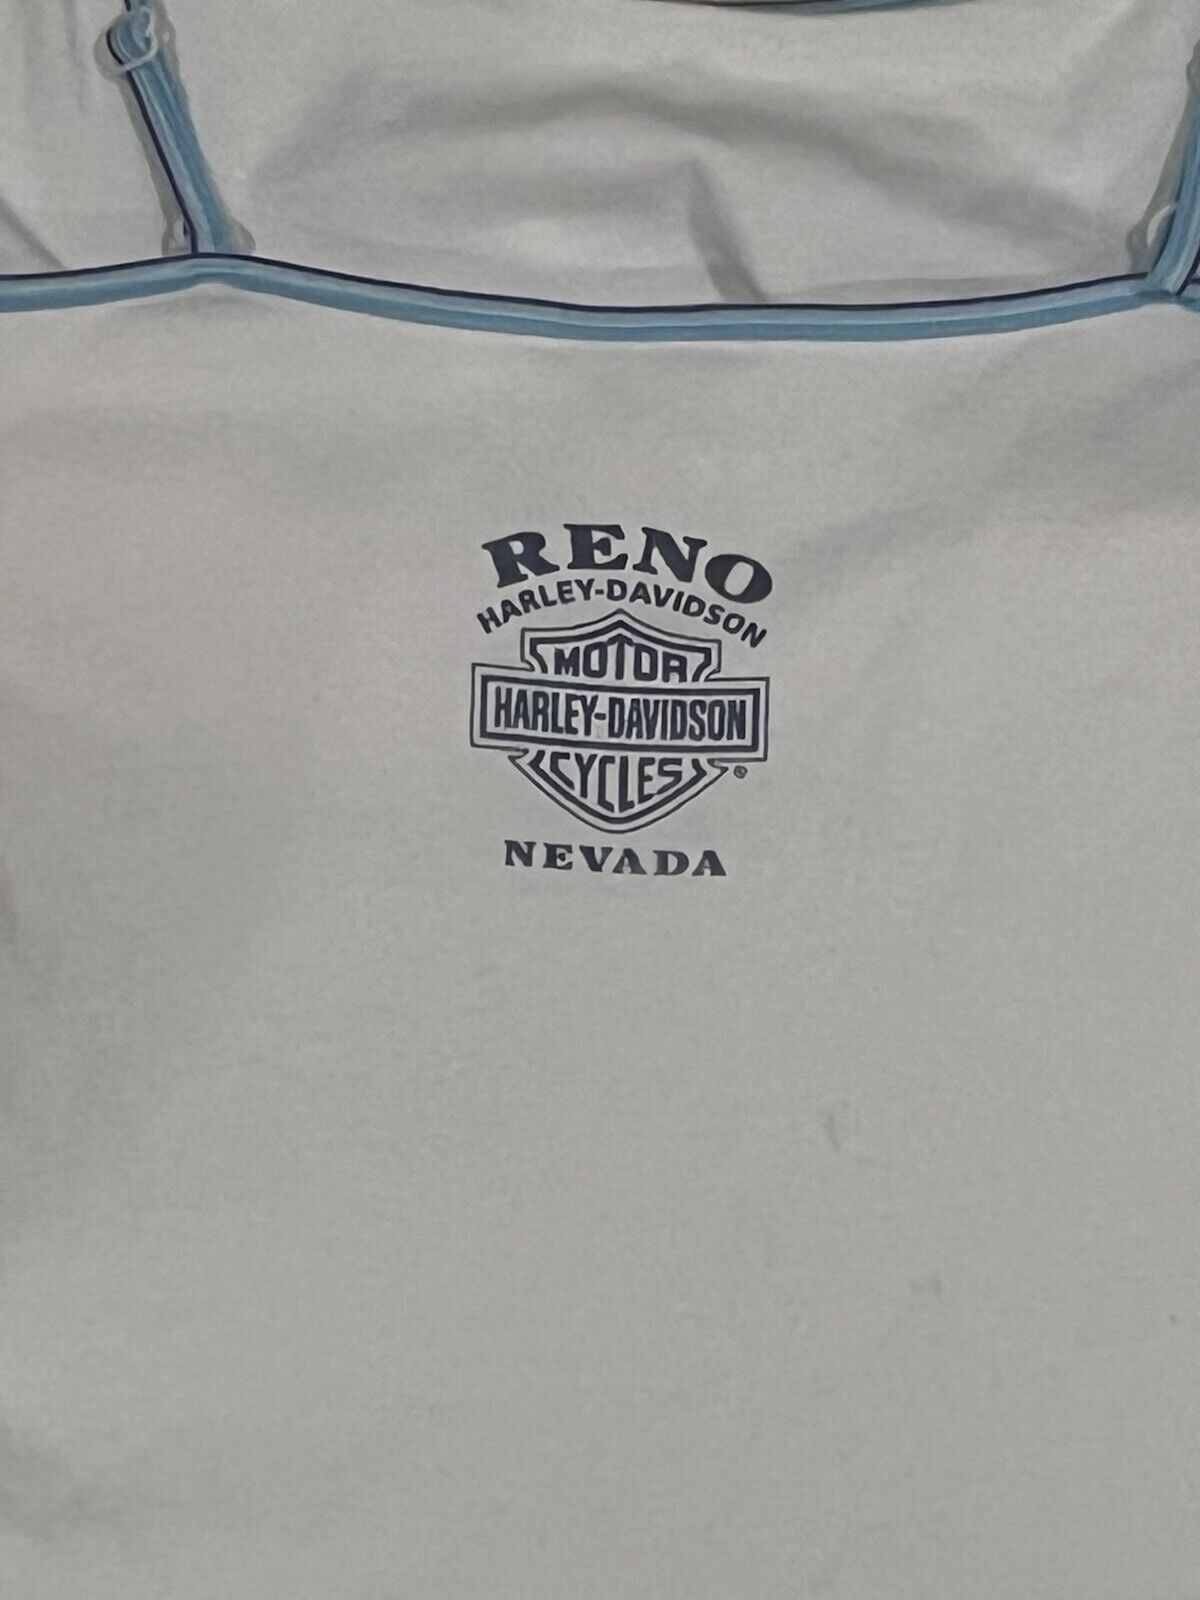 RENO
HARLEY-DAVIDSON
MOTOR
HARLEY-DAVIDSON
CYCLES
®
NEVADA